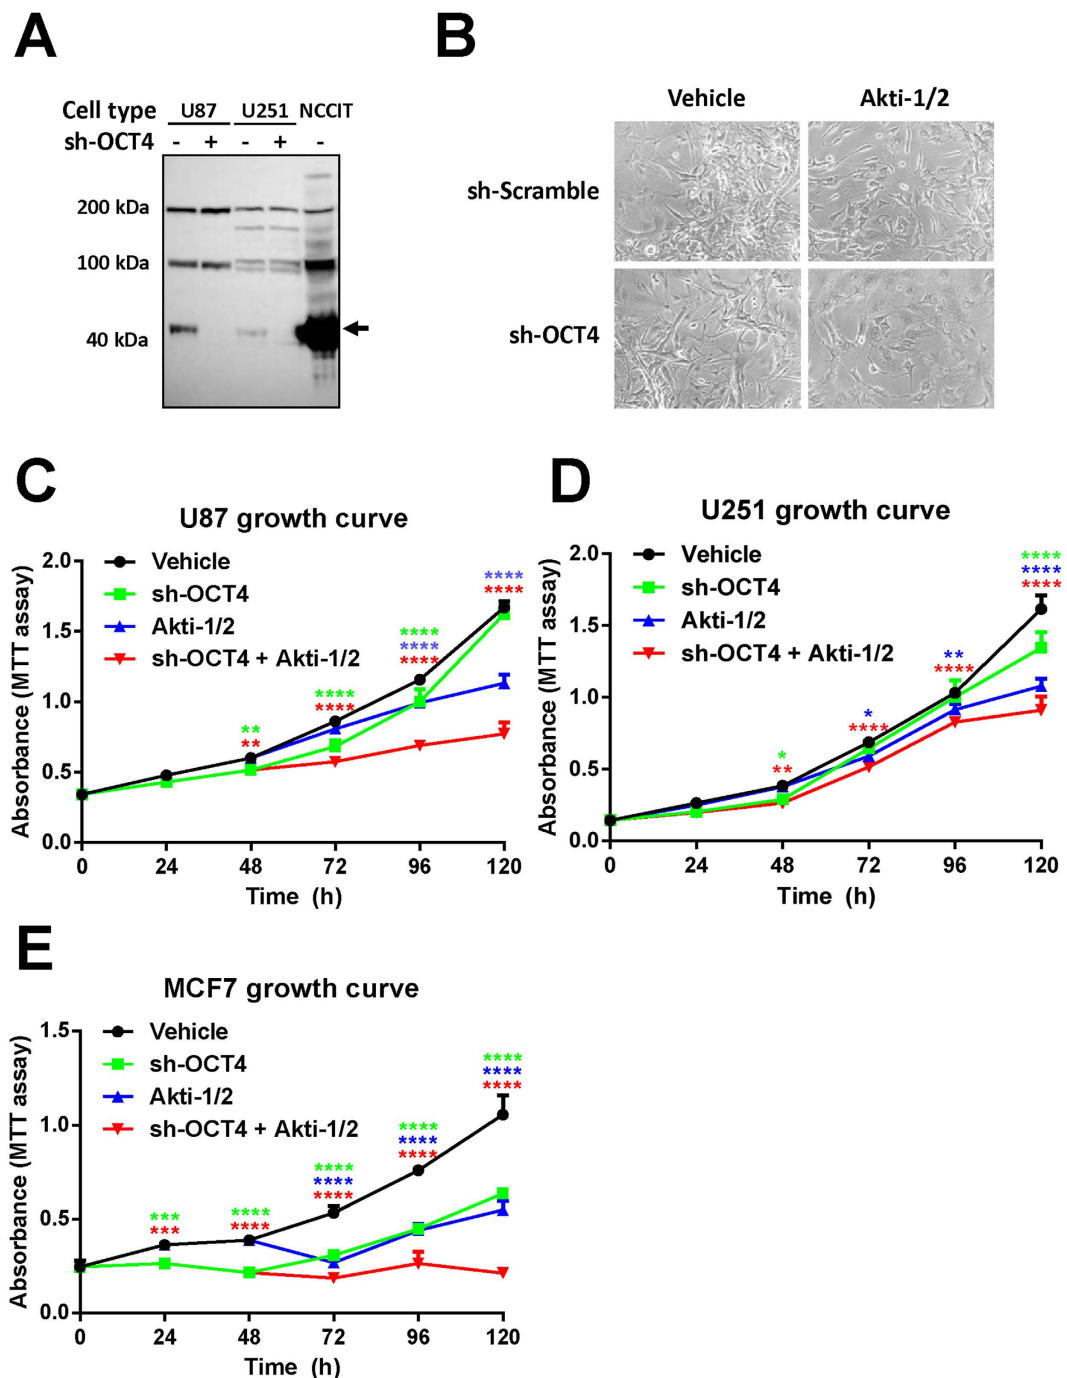 A
Cell type U87 U251 NCCIT
sh-OCT4 - + - + -
200 kDa
100 kDa
40 kDa
B
Vehicle Akti-1/2
sh-Scramble
sh-OCT4
C
U87 growth curve
Absorbance (MTT assay)
2.0
1.5
1.0
0.5
0.0
Vehicle
sh-OCT4
Akti-1/2
sh-OCT4 + Akti-1/2
**
**
****
****
****
****
****
****
****
0 24 48 72 96 120
Time (h)
D
U251 growth curve
Absorbance (MTT assay)
2.0
1.5
1.0
0.5
0.0
Vehicle
sh-OCT4
Akti-1/2
sh-OCT4 + Akti-1/2
*
**
*
****
**
****
****
****
****
0 24 48 72 96 120
Time (h)
E
MCF7 growth curve
Absorbance (MTT assay)
1.5
1.0
0.5
0.0
Vehicle
sh-OCT4
Akti-1/2
sh-OCT4 + Akti-1/2
***
***
****
****
****
****
****
****
****
****
****
****
****
0 24 48 72 96 120
Time (h)